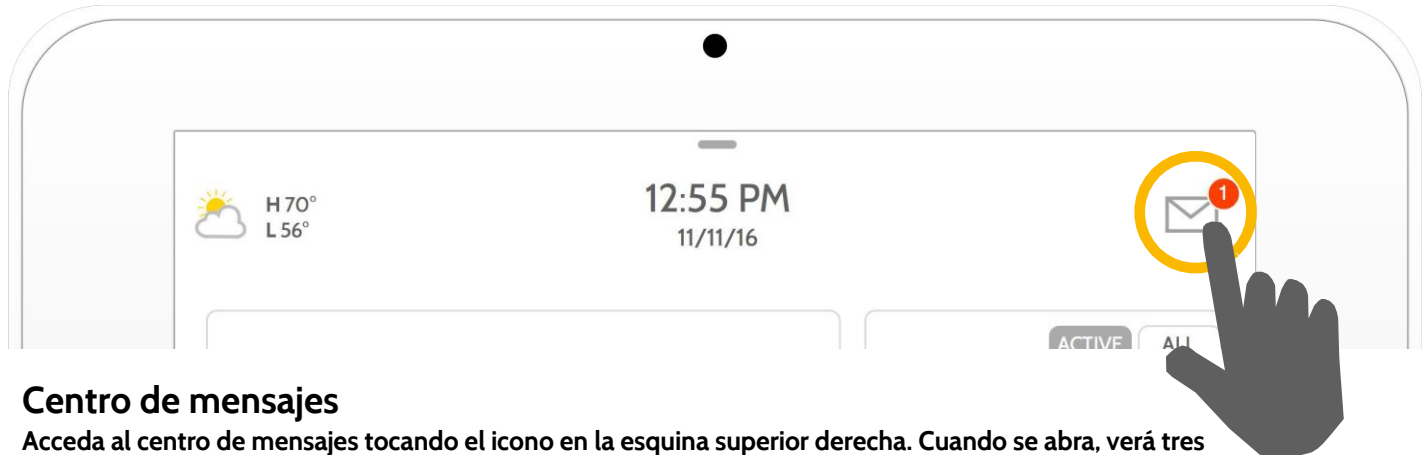 1
H 70°
L 56°
12:55 PM
11/11/16
ACTIVE ALL
Centro de mensajes
Acceda al centro de mensajes tocando el icono en la esquina superior derecha. Cuando se abra, verá tres